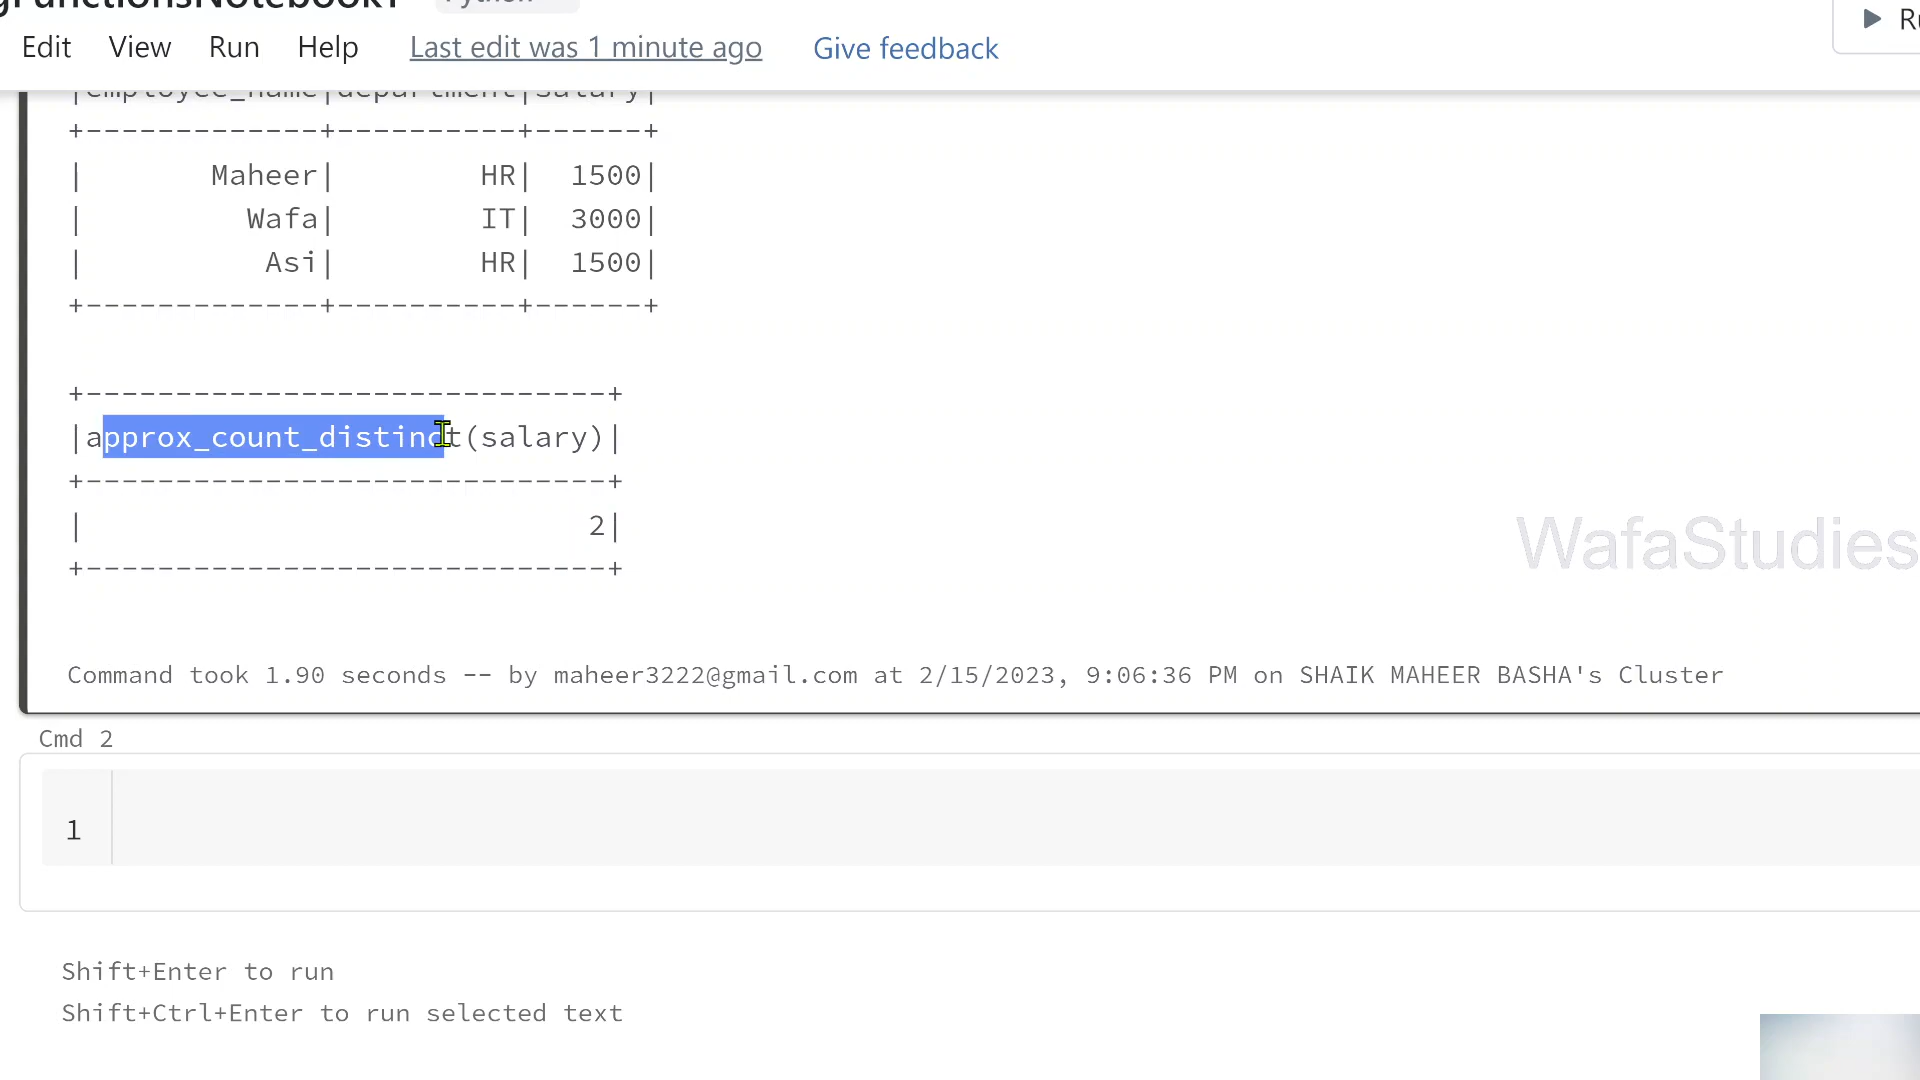 Edit View Run Help Last edit was 1 minute ago Give feedback
|employee_name|department|salary|
+-------------+----------+------+
|       Maheer|        HR|  1500|
|         Wafa|        IT|  3000|
|          Asi|        HR|  1500|
+-------------+----------+------+
+-----------------------------+
|approx_count_distinct(salary)|
+-----------------------------+
|                            2|
+-----------------------------+
WafaStudies
Command took 1.90 seconds -- by maheer3222@gmail.com at 2/15/2023, 9:06:36 PM on SHAIK MAHEER BASHA's Cluster
Cmd 2
1
Shift+Enter to run
Shift+Ctrl+Enter to run selected text